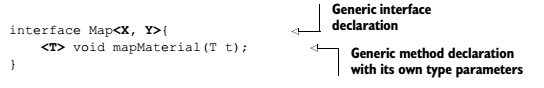 Generic interface
declaration
interface Map<X, Y>{
<T> void mapMaterial(T t);
}
Generic method declaration
with its own type parameters